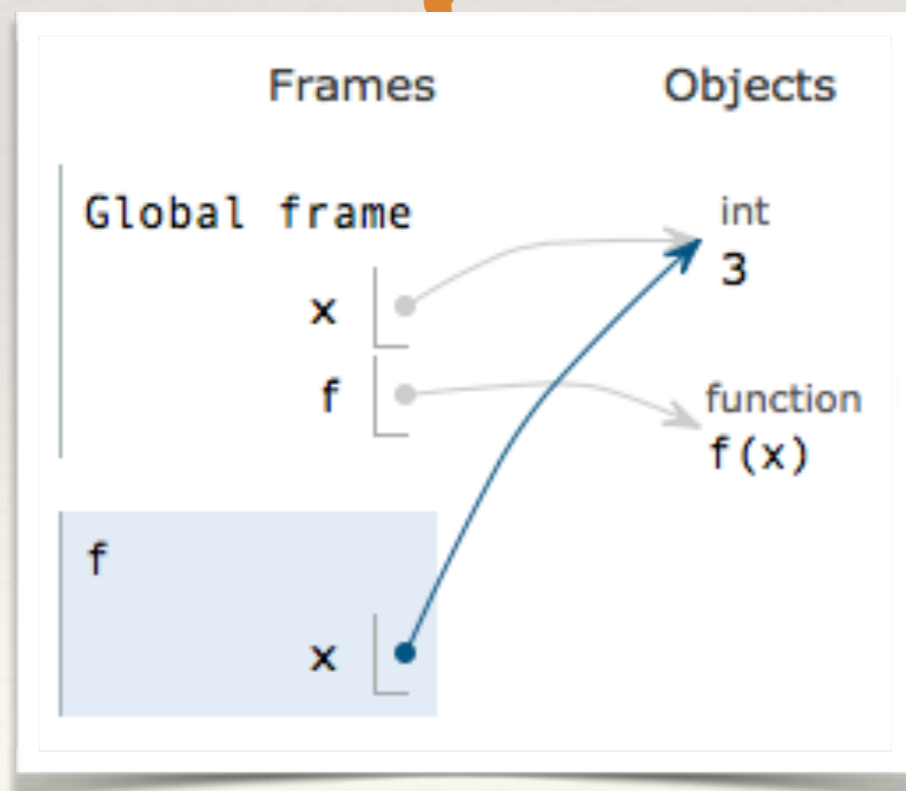 Frames Objects
Global frame
int
3
x
f
function
f(x)
f
x